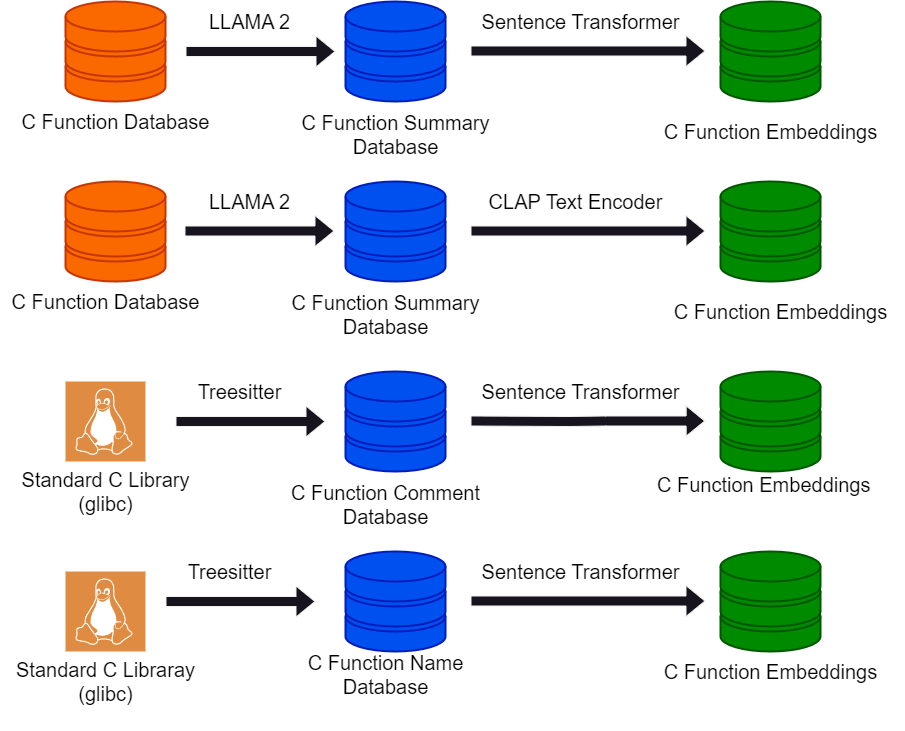 LLAMA 2
Sentence Transformer
C Function Database
C Function Summary
Database
C Function Embeddings
LLAMA 2
CLAP Text Encoder
C Function Database
C Function Summary
Database
C Function Embeddings
Treesitter
Sentence Transformer
Standard C Library
(glibc)
C Function Comment
Database
C Function Embeddings
Treesitter
Sentence Transformer
Standard C Libraray
(glibc)
C Function Name
Database
C Function Embeddings